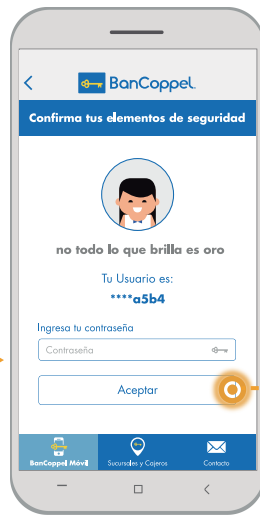 BanCoppel.
Confirma tus elementos de seguridad
no todo lo que brilla es oro
Tu Usuario es:
****a5b4
Ingresa tu contraseña
Contraseña
Aceptar
BanCoppel Móvil
Sucursales y Cajeros
Contacto